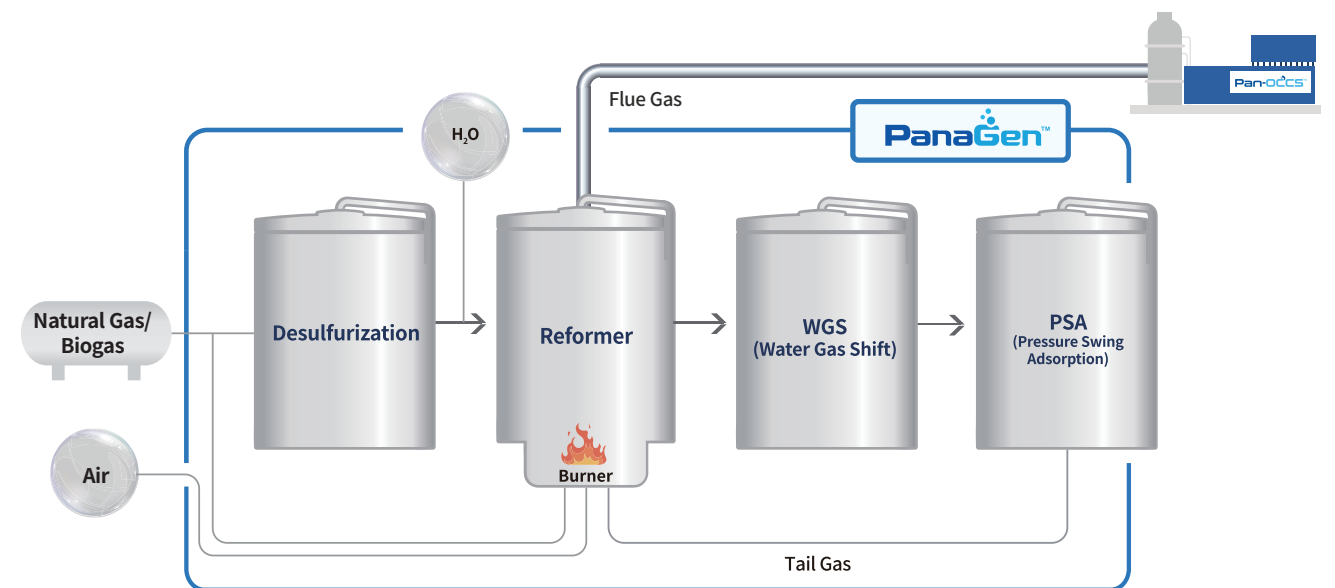 Pan-OCCS™
Flue Gas
PanaGen™
H₂O
Natural Gas/
Biogas
Desulfurization
Reformer
WGS
(Water Gas Shift)
PSA
(Pressure Swing
Adsorption)
Air
Burner
Tail Gas